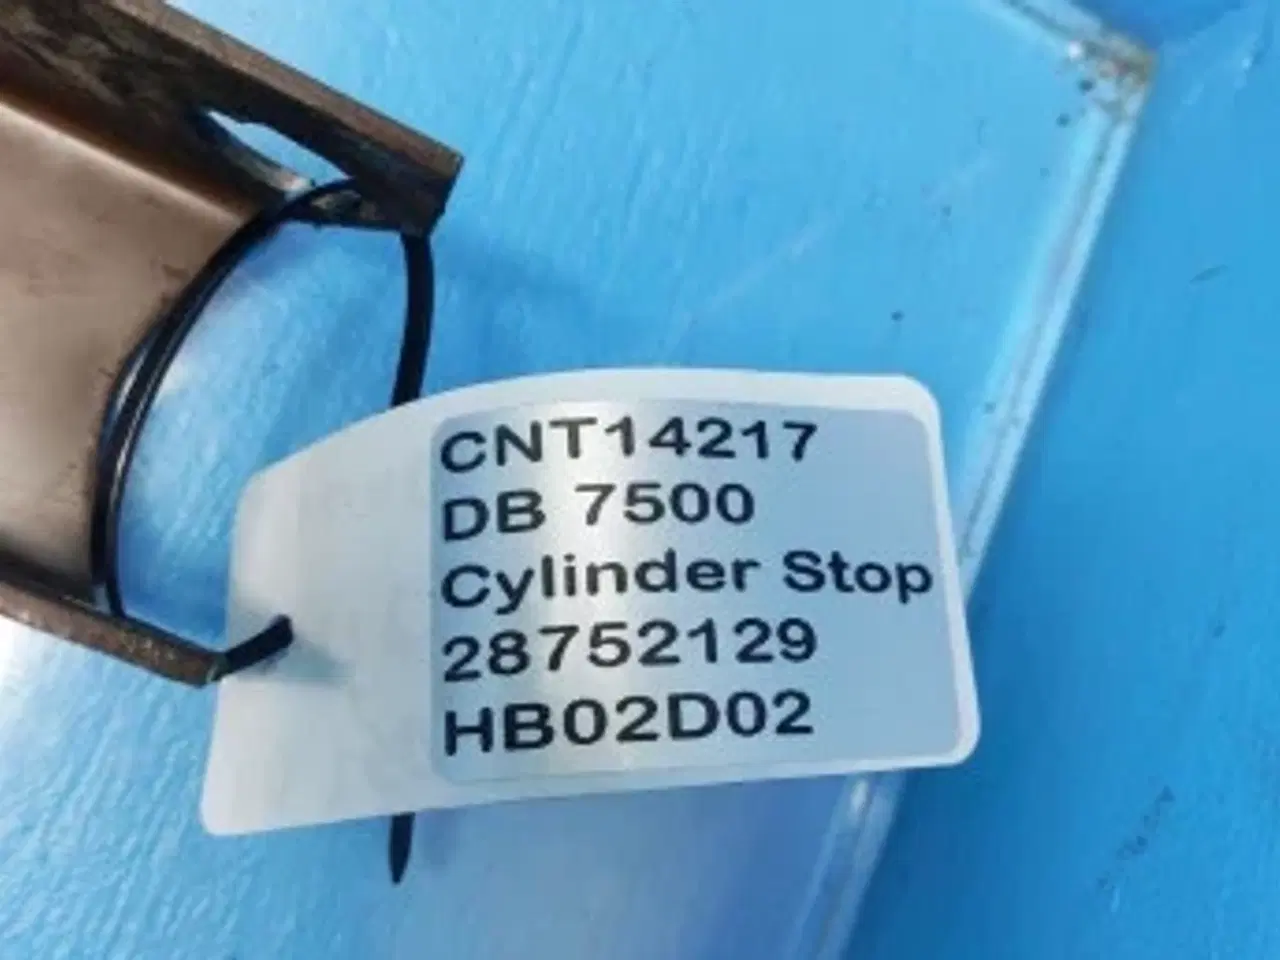 CNT14217
DB 7500
Cylinder Stop
28752129
HB02D02